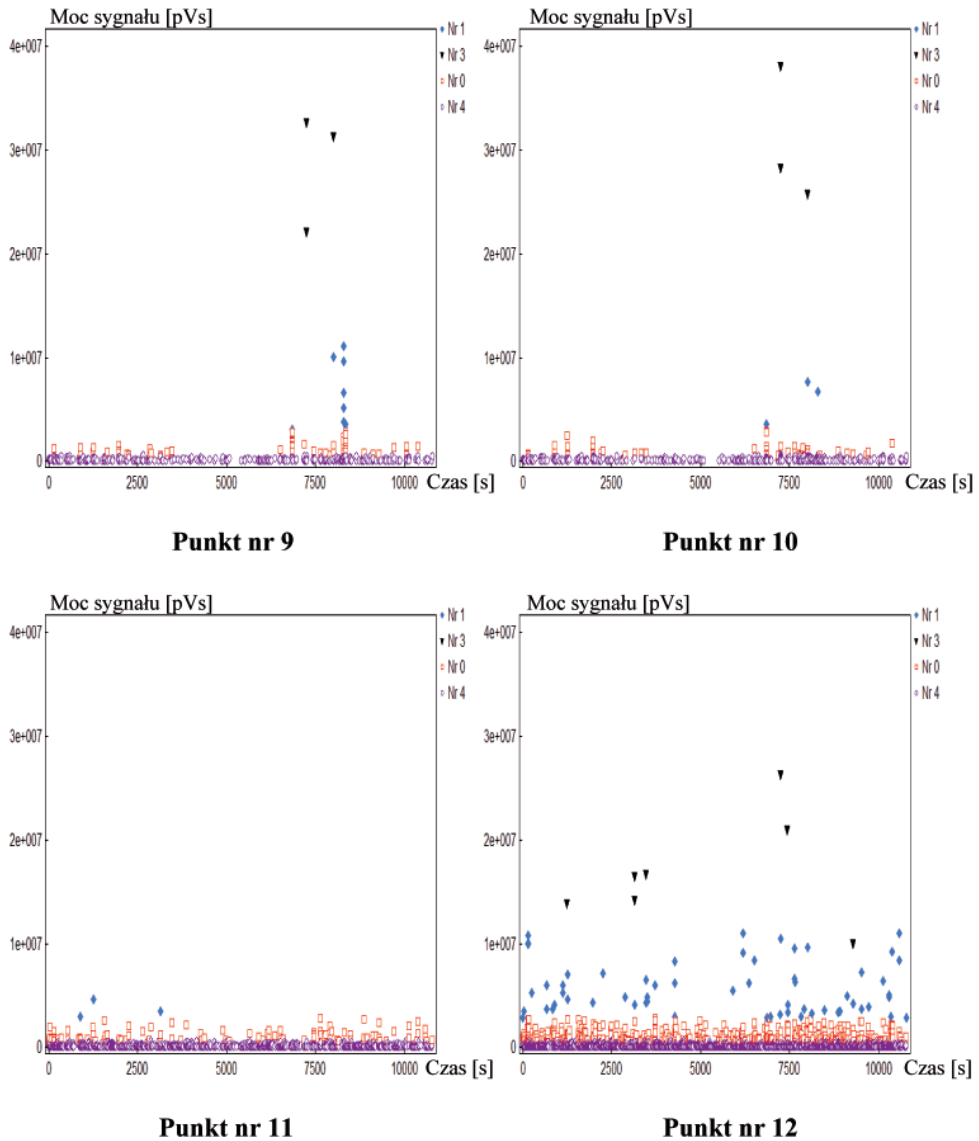 Moc sygnału [pVs]
Nr 1
Nr 3
Nr 0
Nr 4
4e+007
3e+007
2e+007
1e+007
0
0 2500 5000 7500 10000 Czas [s]
Punkt nr 9
Moc sygnału [pVs]
Nr 1
Nr 3
Nr 0
Nr 4
4e+007
3e+007
2e+007
1e+007
0
0 2500 5000 7500 10000 Czas [s]
Punkt nr 10
Moc sygnału [pVs]
Nr 1
Nr 3
Nr 0
Nr 4
4e+007
3e+007
2e+007
1e+007
0
0 2500 5000 7500 10000 Czas [s]
Punkt nr 11
Moc sygnału [pVs]
Nr 1
Nr 3
Nr 0
Nr 4
4e+007
3e+007
2e+007
1e+007
0
0 2500 5000 7500 10000 Czas [s]
Punkt nr 12